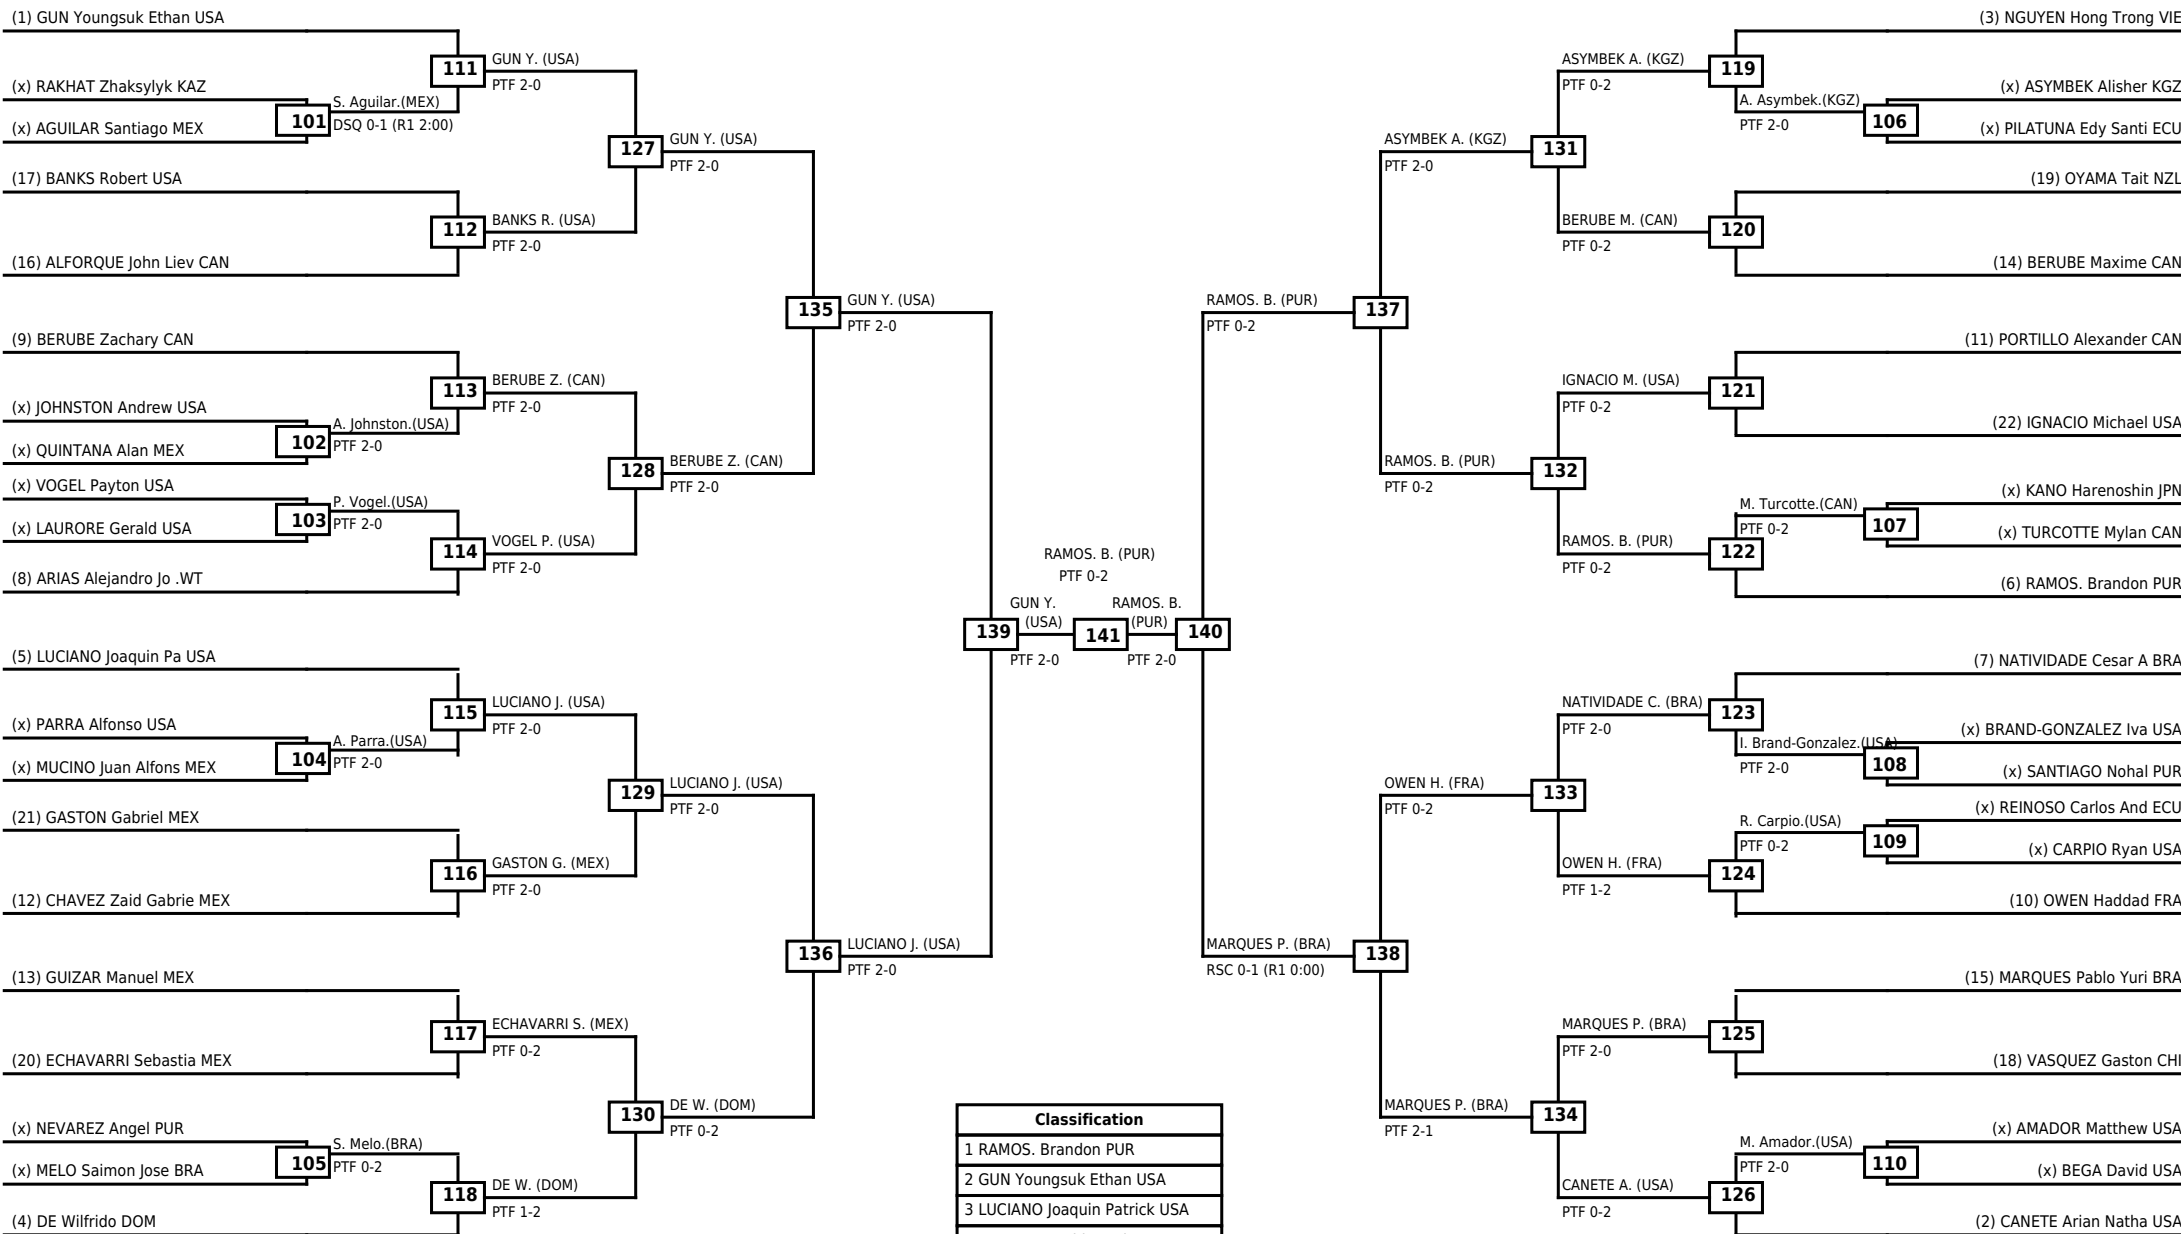 (1) GUN Youngsuk Ethan USA
(x) RAKHAT Zhaksylyk KAZ
(x) AGUILAR Santiago MEX
101
S. Aguilar.(MEX)
DSQ 0-1 (R1 2:00)
111
GUN Y. (USA)
PTF 2-0
(17) BANKS Robert USA
(16) ALFORQUE John Liev CAN
112
BANKS R. (USA)
PTF 2-0
127
GUN Y. (USA)
PTF 2-0
(9) BERUBE Zachary CAN
(x) JOHNSTON Andrew USA
(x) QUINTANA Alan MEX
102
A. Johnston.(USA)
PTF 2-0
113
BERUBE Z. (CAN)
PTF 2-0
(x) VOGEL Payton USA
(x) LAURORE Gerald USA
103
P. Vogel.(USA)
PTF 2-0
(8) ARIAS Alejandro Jo .WT
114
VOGEL P. (USA)
PTF 2-0
128
BERUBE Z. (CAN)
PTF 2-0
135
GUN Y. (USA)
PTF 2-0
(5) LUCIANO Joaquin Pa USA
(x) PARRA Alfonso USA
(x) MUCINO Juan Alfons MEX
104
A. Parra.(USA)
PTF 2-0
115
LUCIANO J. (USA)
PTF 2-0
(21) GASTON Gabriel MEX
(12) CHAVEZ Zaid Gabrie MEX
116
GASTON G. (MEX)
PTF 2-0
129
LUCIANO J. (USA)
PTF 2-0
(13) GUIZAR Manuel MEX
(20) ECHAVARRI Sebastia MEX
117
ECHAVARRI S. (MEX)
PTF 0-2
(x) NEVAREZ Angel PUR
(x) MELO Saimon Jose BRA
105
S. Melo.(BRA)
PTF 0-2
(4) DE Wilfrido DOM
118
DE W. (DOM)
PTF 1-2
130
DE W. (DOM)
PTF 0-2
136
LUCIANO J. (USA)
PTF 2-0
139
GUN Y.
(USA)
PTF 2-0
RAMOS. B. (PUR)
PTF 0-2
141
RAMOS. B.
(PUR)
PTF 2-0
140
RAMOS. B. (PUR)
PTF 0-2
137
ASYMBEK A. (KGZ)
PTF 2-0
131
ASYMBEK A. (KGZ)
PTF 0-2
119
(3) NGUYEN Hong Trong VIE
A. Asymbek.(KGZ)
PTF 2-0
106
(x) ASYMBEK Alisher KGZ
(x) PILATUNA Edy Santi ECU
BERUBE M. (CAN)
PTF 0-2
120
(19) OYAMA Tait NZL
(14) BERUBE Maxime CAN
RAMOS. B. (PUR)
PTF 0-2
132
IGNACIO M. (USA)
PTF 0-2
121
(11) PORTILLO Alexander CAN
(22) IGNACIO Michael USA
RAMOS. B. (PUR)
PTF 0-2
122
M. Turcotte.(CAN)
PTF 0-2
107
(x) KANO Harenoshin JPN
(x) TURCOTTE Mylan CAN
(6) RAMOS. Brandon PUR
MARQUES P. (BRA)
RSC 0-1 (R1 0:00)
138
OWEN H. (FRA)
PTF 0-2
133
NATIVIDADE C. (BRA)
PTF 2-0
123
(7) NATIVIDADE Cesar A BRA
I. Brand-Gonzalez.(USA)
PTF 2-0
108
(x) BRAND-GONZALEZ Iva USA
(x) SANTIAGO Nohal PUR
OWEN H. (FRA)
PTF 1-2
124
R. Carpio.(USA)
PTF 0-2
109
(x) REINOSO Carlos And ECU
(x) CARPIO Ryan USA
(10) OWEN Haddad FRA
MARQUES P. (BRA)
PTF 2-1
134
MARQUES P. (BRA)
PTF 2-0
125
(15) MARQUES Pablo Yuri BRA
(18) VASQUEZ Gaston CHI
CANETE A. (USA)
PTF 0-2
126
M. Amador.(USA)
PTF 2-0
110
(x) AMADOR Matthew USA
(x) BEGA David USA
(2) CANETE Arian Natha USA
Classification
1 RAMOS. Brandon PUR
2 GUN Youngsuk Ethan USA
3 LUCIANO Joaquin Patrick USA